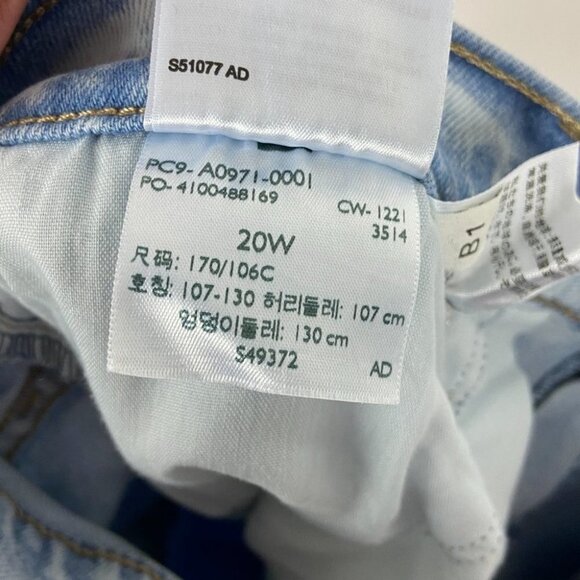 S51077 AD
PC9- A0971-0001
PO- 4100488169
CW- 1221
3514
20W
尺码: 170/106C
호칭: 107-130 허리둘레: 107 cm
엉덩이둘레: 130 cm
S49372 AD
B1